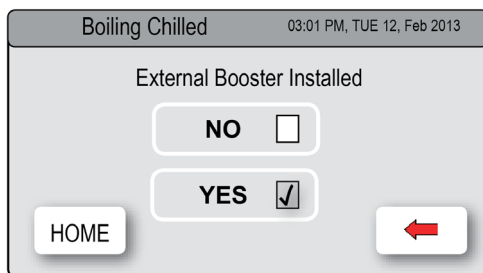 Boiling Chilled 03:01 PM, TUE 12, Feb 2013
External Booster Installed
NO
YES
HOME